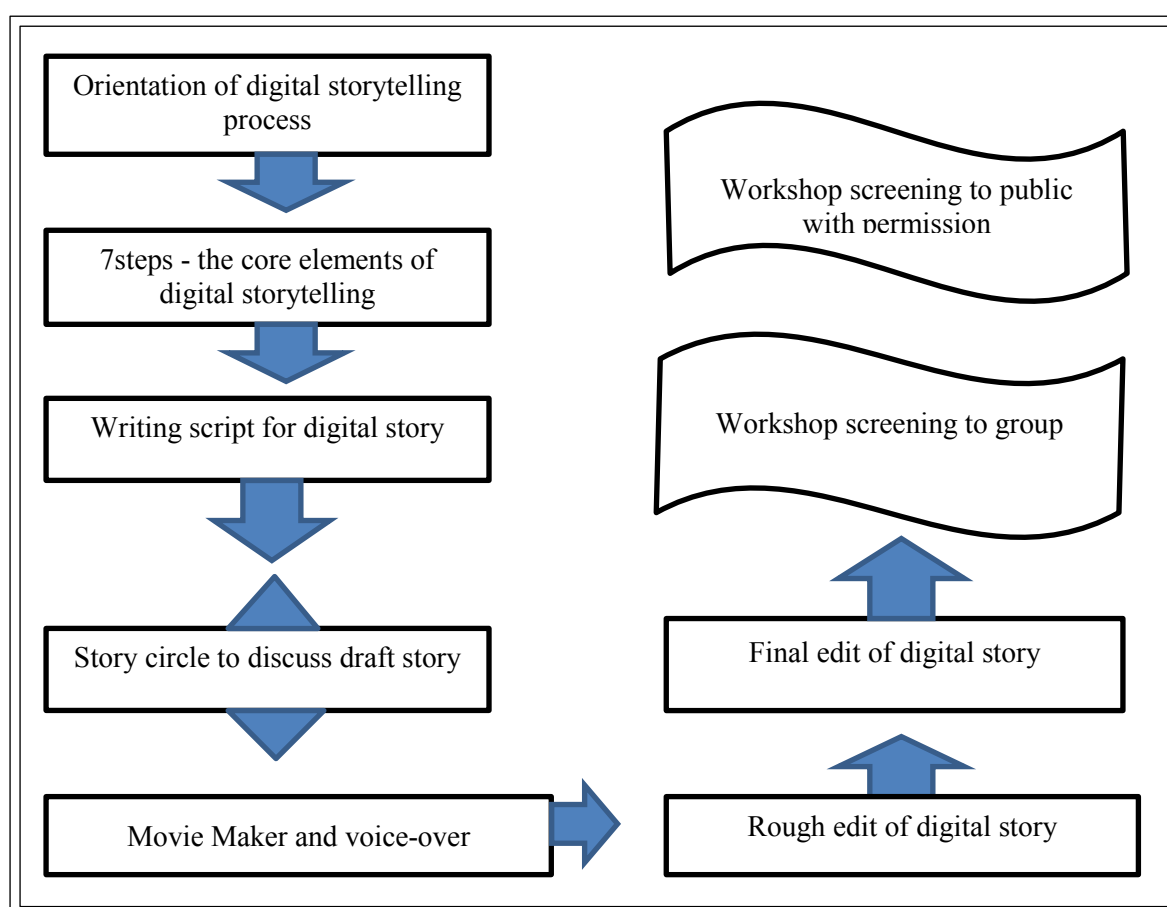 Orientation of digital storytelling
process
7steps - the core elements of
digital storytelling
Writing script for digital story
Story circle to discuss draft story
Movie Maker and voice-over
Rough edit of digital story
Final edit of digital story
Workshop screening to group
Workshop screening to public
with permission